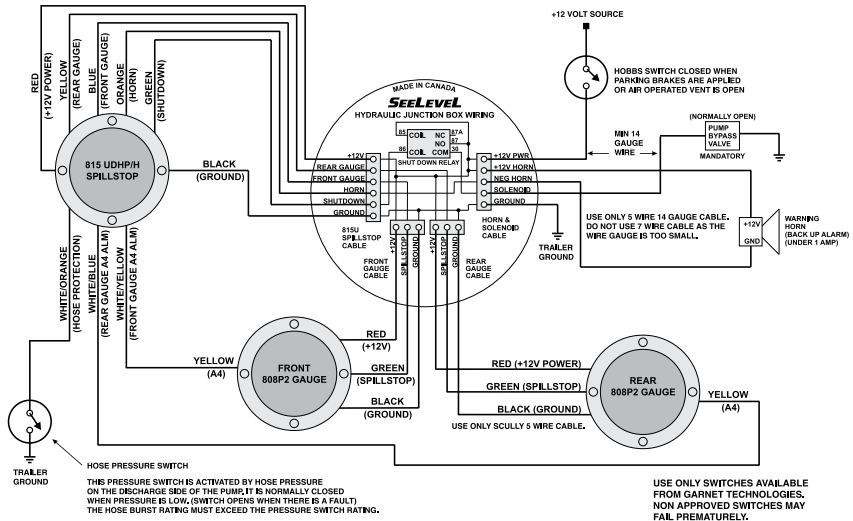 +12 VOLT SOURCE
HOBBS SWITCH CLOSED WHEN
PARKING BRAKES ARE APPLIED
OR AIR OPERATED VENT IS OPEN
RED
(+12V POWER)
YELLOW
(REAR GAUGE)
BLUE
(FRONT GAUGE)
ORANGE
(HORN)
GREEN
(SHUTDOWN)
MADE IN CANADA
SEELEVEL
HYDRAULIC JUNCTION BOX WIRING
85
COIL
NC
87A
NO
87
86
COIL
COM
30
SHUT DOWN RELAY
(NORMALLY OPEN)
PUMP
BYPASS
VALVE
MANDATORY
MIN 14
GAUGE
WIRE
815 UDHP/H
SPILLSTOP
BLACK
(GROUND)
+12V
REAR GAUGE
FRONT GAUGE
HORN
SHUTDOWN
GROUND
+12V PWR
+12V HORN
NEG HORN
SOLENOID
GROUND
815U
SPILLSTOP
CABLE
HORN &
SOLENOID
CABLE
+12V
SPILLSTOP
GROUND
+12V
SPILLSTOP
GROUND
FRONT
GAUGE
CABLE
REAR
GAUGE
CABLE
TRAILER
GROUND
USE ONLY 5 WIRE 14 GAUGE CABLE.
DO NOT USE 7 WIRE CABLE AS THE
WIRE GAUGE IS TOO SMALL.
+12V
GND
WARNING
HORN
(BACK UP ALARM)
(UNDER 1 AMP)
WHITE/ORANGE
(HOSE PROTECTION)
WHITE/BLUE
(REAR GAUGE A4 ALM)
WHITE/YELLOW
(FRONT GAUGE A4 ALM)
YELLOW
(A4)
FRONT
808P2 GAUGE
RED
(+12V)
GREEN
(SPILLSTOP)
BLACK
(GROUND)
RED (+12V POWER)
GREEN (SPILLSTOP)
BLACK (GROUND)
USE ONLY SCULLY 5 WIRE CABLE.
REAR
808P2 GAUGE
YELLOW
(A4)
TRAILER
GROUND
HOSE PRESSURE SWITCH
THIS PRESSURE SWITCH IS ACTIVATED BY HOSE PRESSURE
ON THE DISCHARGE SIDE OF THE PUMP. IT IS NORMALLY CLOSED
WHEN PRESSURE IS LOW. (SWITCH OPENS WHEN THERE IS A FAULT)
THE HOSE BURST RATING MUST EXCEED THE PRESSURE SWITCH RATING.
USE ONLY SWITCHES AVAILABLE
FROM GARNET TECHNOLOGIES.
NON APPROVED SWITCHES MAY
FAIL PREMATURELY.